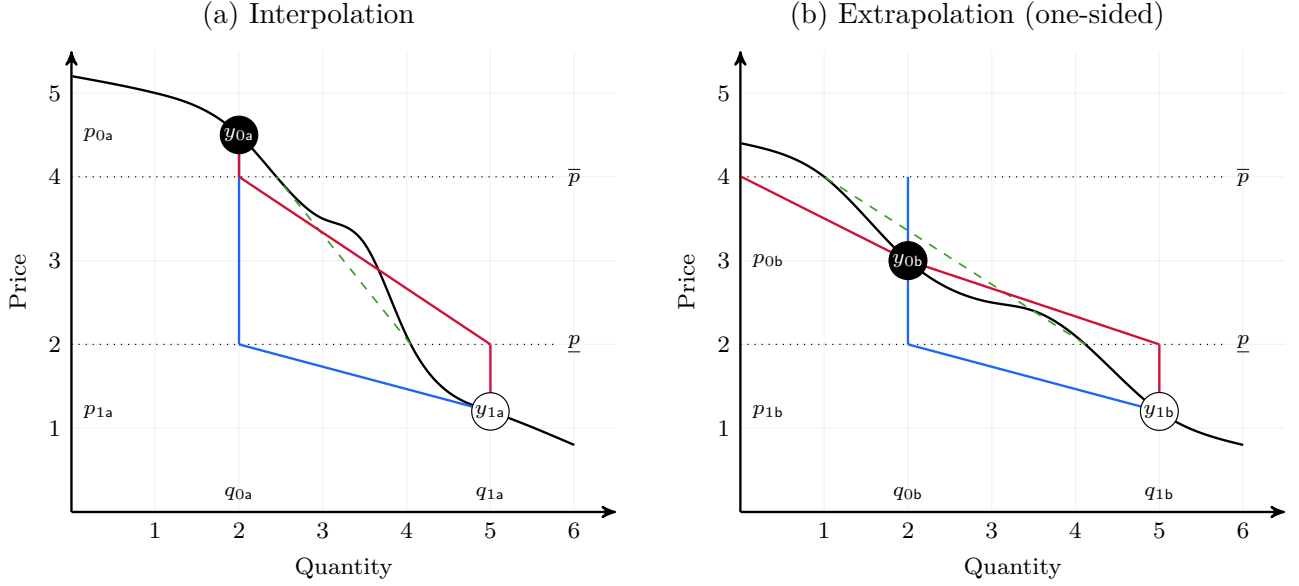 (a) Interpolation
5
4
3
2
1
Price
p₀ₐ
p₁ₐ
y₀ₐ
y₁ₐ
p̅
p̲
q₀ₐ
q₁ₐ
1 2 3 4 5 6
Quantity
(b) Extrapolation (one-sided)
5
4
3
2
1
Price
p₀b
p₁b
y₀b
y₁b
p̅
p̲
q₀b
q₁b
1 2 3 4 5 6
Quantity